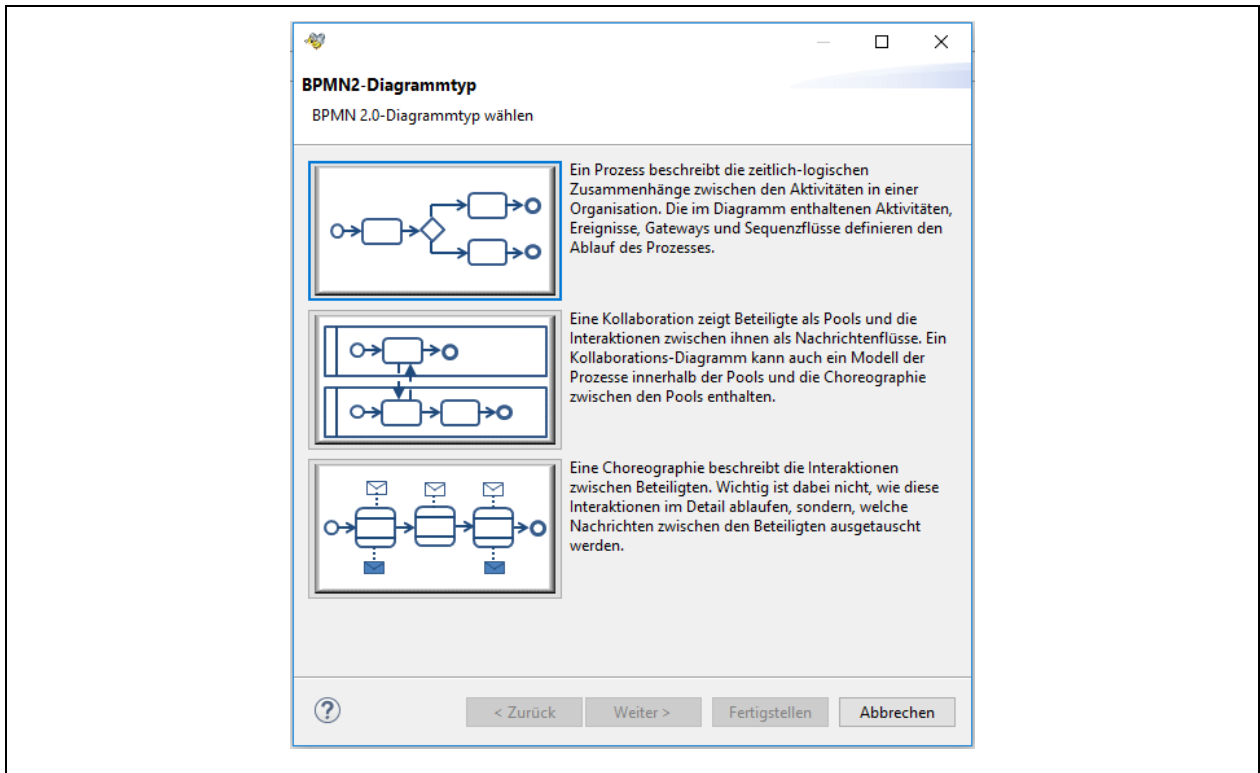 BPMN2-Diagrammtyp
BPMN 2.0-Diagrammtyp wählen
Ein Prozess beschreibt die zeitlich-logischen
Zusammenhänge zwischen den Aktivitäten in einer
Organisation. Die im Diagramm enthaltenen Aktivitäten,
Ereignisse, Gateways und Sequenzflüsse definieren den
Ablauf des Prozesses.
Eine Kollaboration zeigt Beteiligte als Pools und die
Interaktionen zwischen ihnen als Nachrichtenflüsse. Ein
Kollaborations-Diagramm kann auch ein Modell der
Prozesse innerhalb der Pools und die Choreographie
zwischen den Pools enthalten.
Eine Choreographie beschreibt die Interaktionen
zwischen Beteiligten. Wichtig ist dabei nicht, wie diese
Interaktionen im Detail ablaufen, sondern, welche
Nachrichten zwischen den Beteiligten ausgetauscht
werden.
? < Zurück Weiter > Fertigstellen Abbrechen